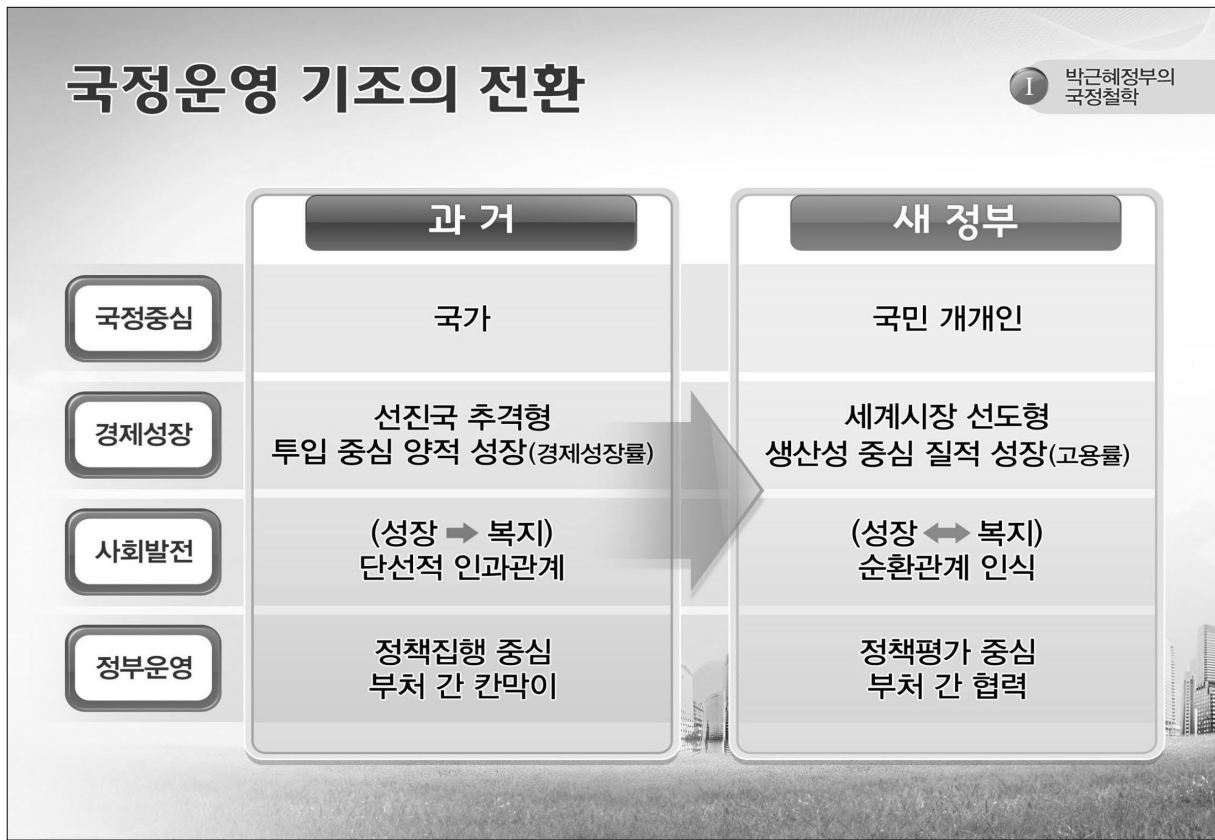 국정운영 기조의 전환
I
박근혜정부의
국정철학
과 거
새 정부
국정중심
국가
국민 개개인
경제성장
선진국 추격형
투입 중심 양적 성장(경제성장률)
세계시장 선도형
생산성 중심 질적 성장(고용률)
사회발전
(성장 ➡ 복지)
단선적 인과관계
(성장 ⬌ 복지)
순환관계 인식
정부운영
정책집행 중심
부처 간 칸막이
정책평가 중심
부처 간 협력